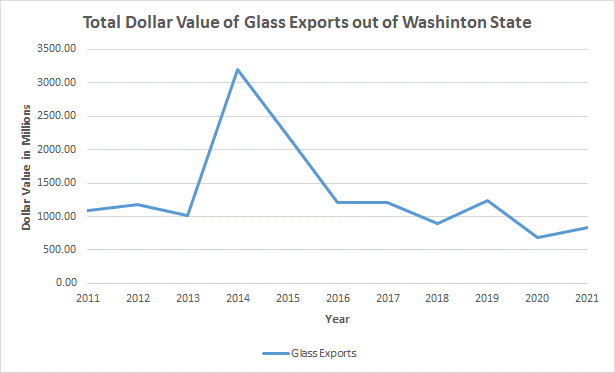 Total Dollar Value of Glass Exports out of Washinton State
3500.00
3000.00
2500.00
2000.00
1500.00
1000.00
500.00
0.00
Dollar Value in Millions
2011 2012 2013 2014 2015 2016 2017 2018 2019 2020 2021
Year
Glass Exports